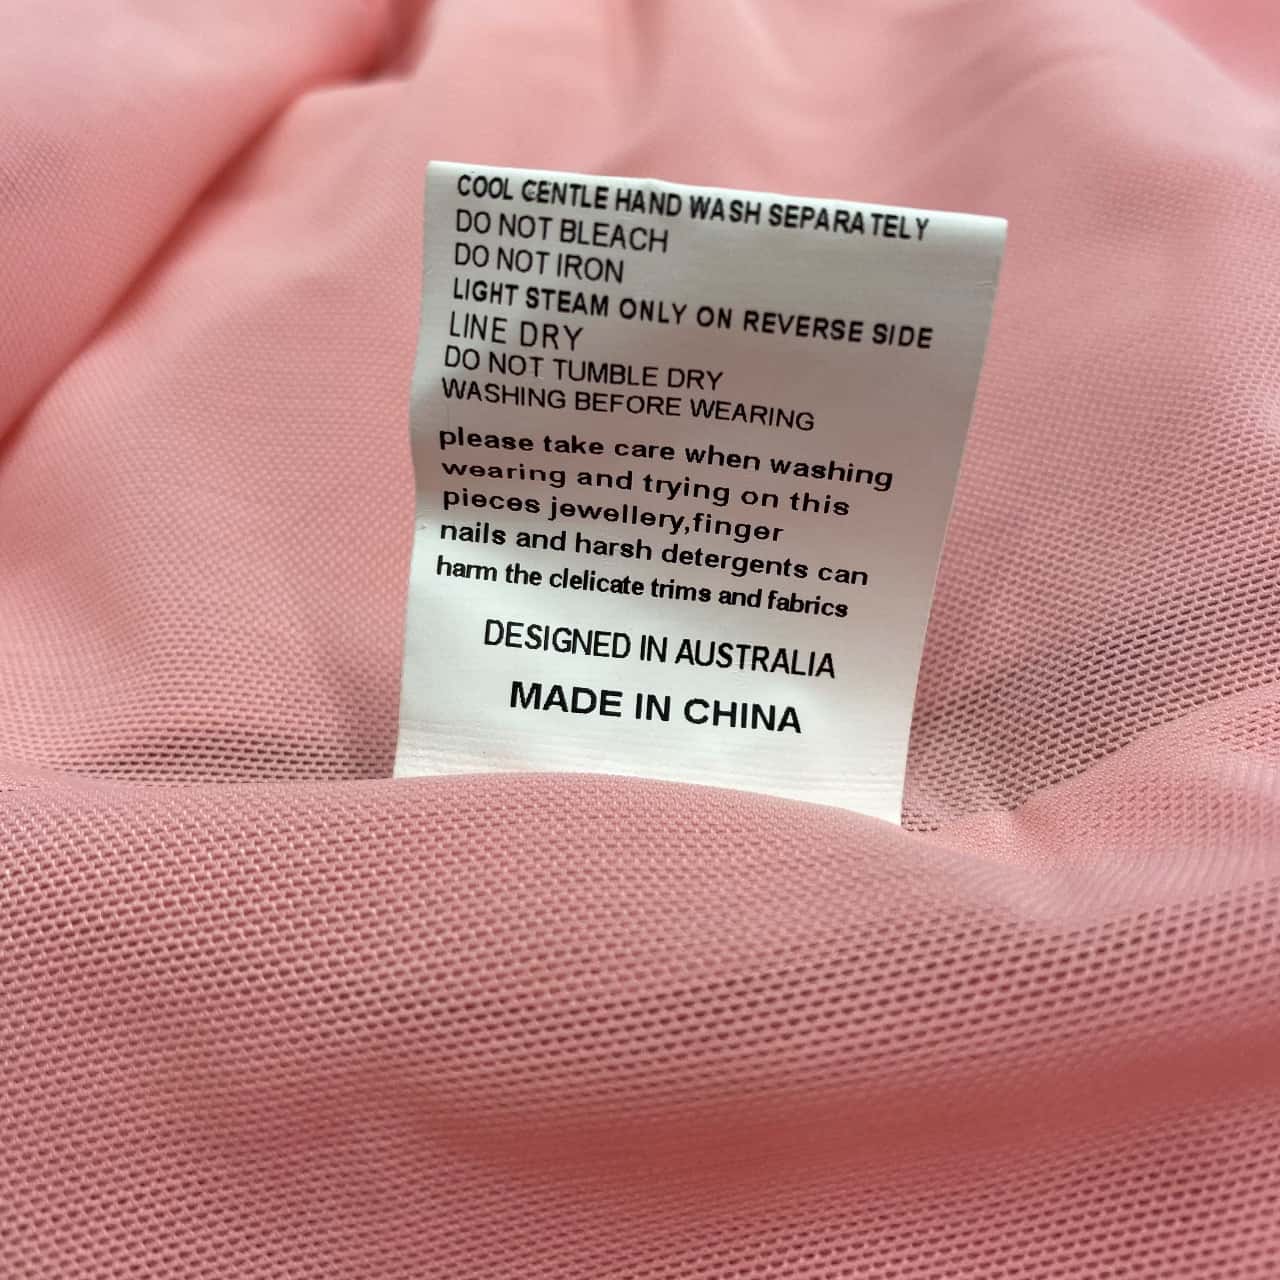 COOL CENTLE HAND WASH SEPARATELY
DO NOT BLEACH
DO NOT IRON
LIGHT STEAM ONLY ON REVERSE SIDE
LINE DRY
DO NOT TUMBLE DRY
WASHING BEFORE WEARING
please take care when washing
wearing and trying on this
pieces jewellery,finger
nails and harsh detergents can
harm the clelicate trims and fabrics
DESIGNED IN AUSTRALIA
MADE IN CHINA